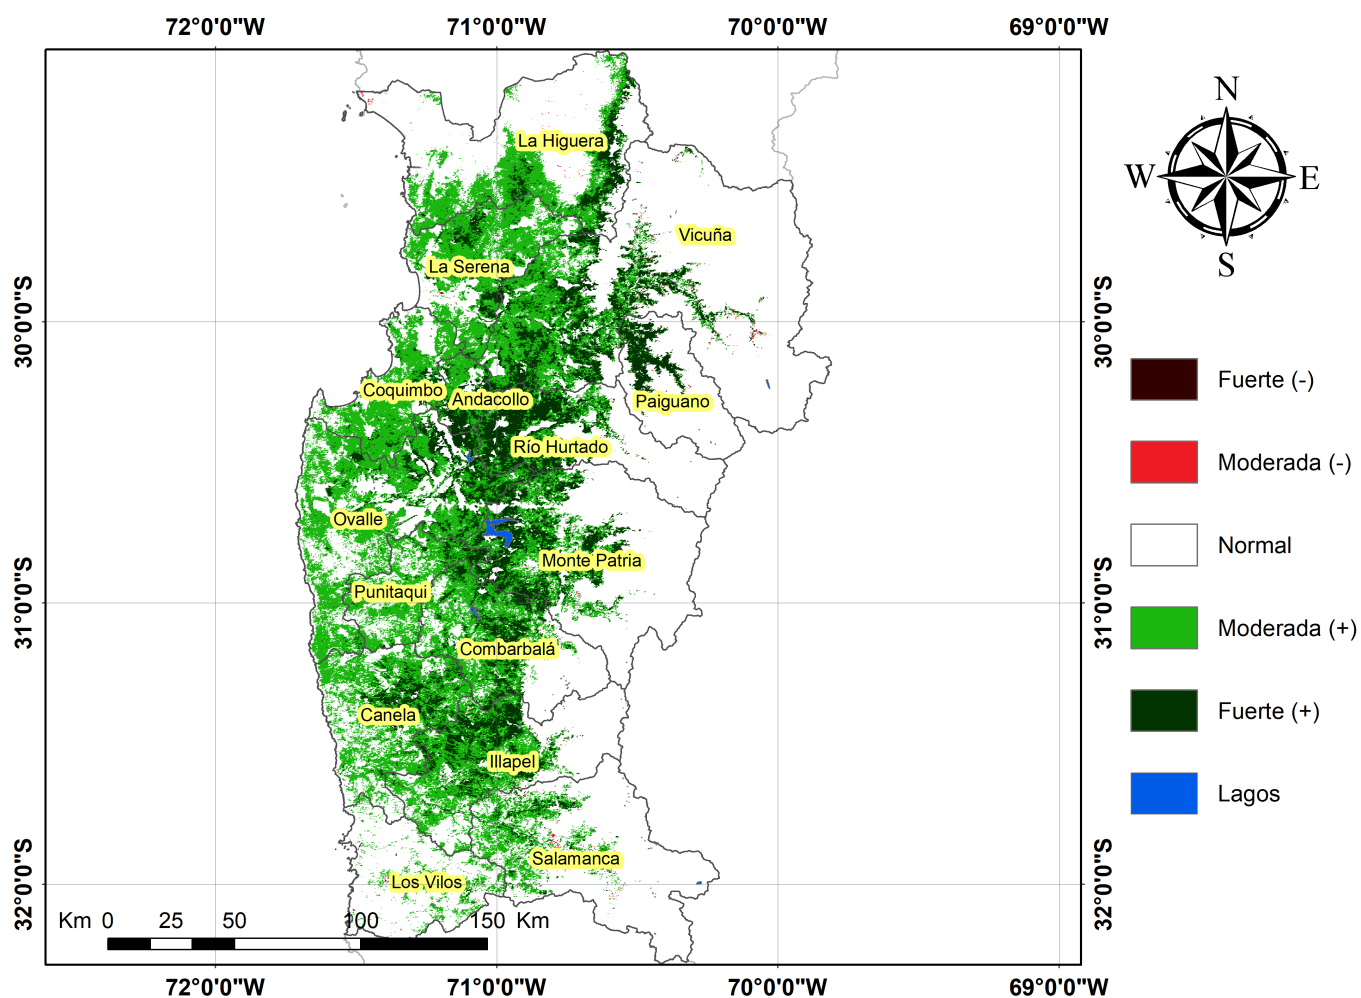 72°0'0"W 71°0'0"W 70°0'0"W 69°0'0"W
N
W E
S
La Higuera
Vicuña
La Serena
30°0'0"S 30°0'0"S
Coquimbo
Andacollo
Paiguano
Río Hurtado
Ovalle
Monte Patria
Punitaqui
31°0'0"S 31°0'0"S
Combarbalá
Canela
Illapel
Salamanca
Los Vilos
32°0'0"S 32°0'0"S
Km 0 25 50 100 150 Km
72°0'0"W 71°0'0"W 70°0'0"W 69°0'0"W
Fuerte (-)
Moderada (-)
Normal
Moderada (+)
Fuerte (+)
Lagos